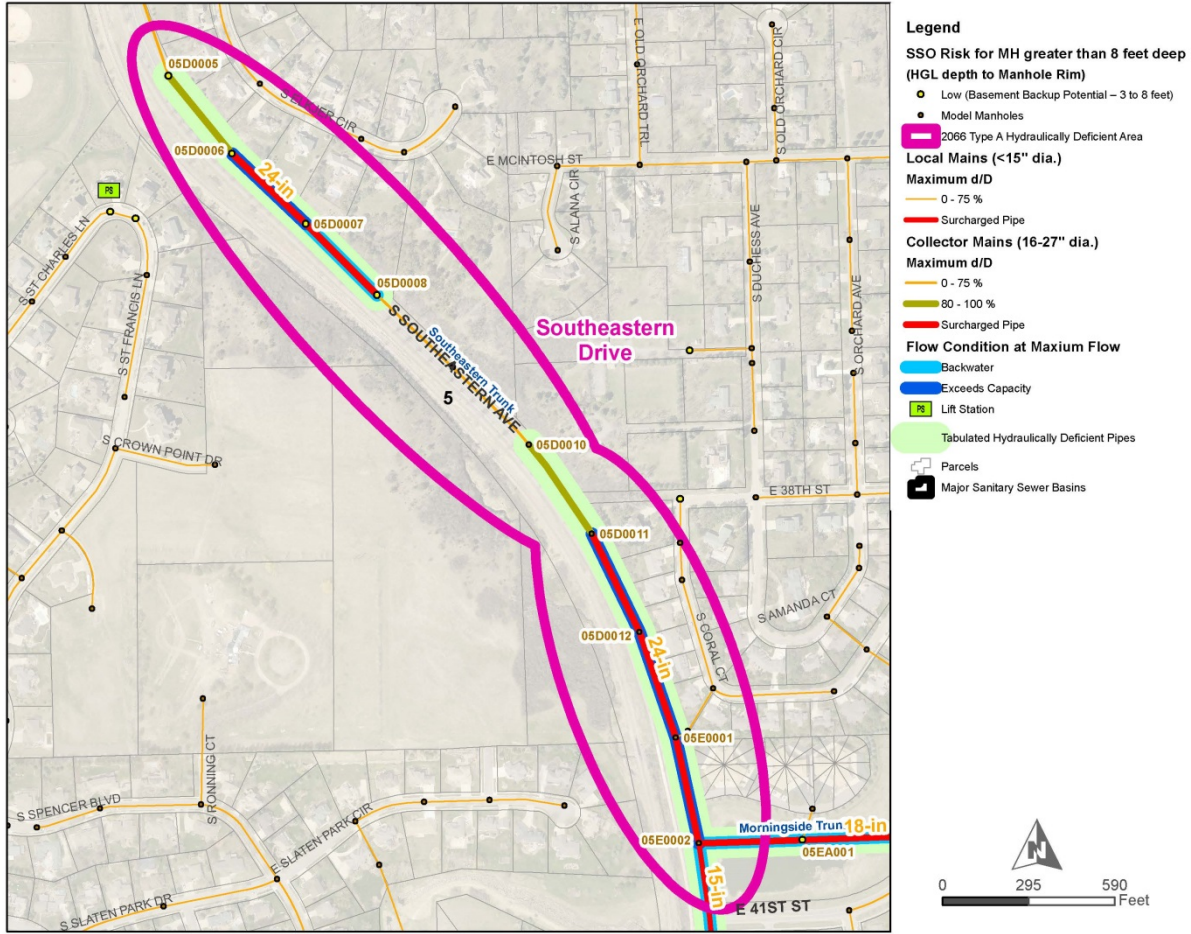 05D0005
S LUTHER CIR
E OLD ORCHARD TRL
S OLD ORCHARD CIR
05D0006
24-in
E MCINTOSH ST
PS
S ST CHARLES LN
S ALANA CIR
05D0007
S DUCHESS AVE
S ORCHARD AVE
S ST FRANCIS LN
05D0008
Southeastern
Drive
Southeastern Trunk
S SOUTHEASTERN AVE
5
S CROWN POINT DR
05D0010
E 38TH ST
05D0011
S AMANDA CT
05D0012
24-in
S CORAL CT
05E0001
S RONNING CT
S SPENCER BLVD
E SLATEN PARK CIR
05E0002
Morningside Trun
18-in
05EA001
15-in
S SLATEN PARK DR
E 41ST ST
Legend
SSO Risk for MH greater than 8 feet deep
(HGL depth to Manhole Rim)
Low (Basement Backup Potential – 3 to 8 feet)
Model Manholes
2066 Type A Hydraulically Deficient Area
Local Mains (<15" dia.)
Maximum d/D
0 - 75 %
Surcharged Pipe
Collector Mains (16-27" dia.)
Maximum d/D
0 - 75 %
80 - 100 %
Surcharged Pipe
Flow Condition at Maxium Flow
Backwater
Exceeds Capacity
PS Lift Station
Tabulated Hydraulically Deficient Pipes
Parcels
Major Sanitary Sewer Basins
N
0 295 590
Feet